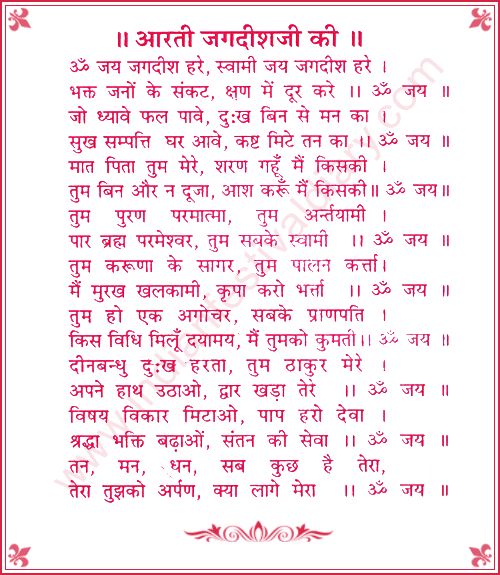 ॥ आरती जगदीशजी की ॥
ॐ जय जगदीश हरे, स्वामी जय जगदीश हरे ।
भक्त जनों के संकट, क्षण में दूर करे ।। ॐ जय ॥
जो ध्यावे फल पावे, दुःख बिन से मन का ।
सुख सम्पत्ति घर आवे, कष्ट मिटे तन का ।।
मात पिता तुम मेरे, शरण गहूँ मैं किसकी ।
तुम बिन और न दूजा, आश करूँ मैं किसकी॥ ॐ जय॥
तुम पुरण परमात्मा, तुम अर्न्तयामी ।
पार ब्रह्म परमेश्वर, तुम सबके स्वामी ।। ॐ जय ॥
तुम करूणा के सागर, तुम पालन कर्त्ता।
मैं मुरख खलकामी, कृपा करो भर्त्ता ।। ॐ जय ॥
तुम हो एक अगोचर, सबके प्राणपति ।
किस विधि मिलूँ दयामय, मैं तुमको कुमती।। ॐ जय ॥
दीनबन्धु दुःख हरता, तुम ठाकुर मेरे ।
अपने हाथ उठाओ, द्वार खड़ा तेरे ।। ॐ जय ॥
विषय विकार मिटाओ, पाप हरो देवा ।
श्रद्धा भक्ति बढ़ाओं, संतन की सेवा ।। ॐ जय ॥
तन मन, धन, सब कुछ है तेरा,
तेरा तुझको अर्पण, क्या लागे मेरा ।। ॐ जय ॥
www.indianfestivaldiary.com